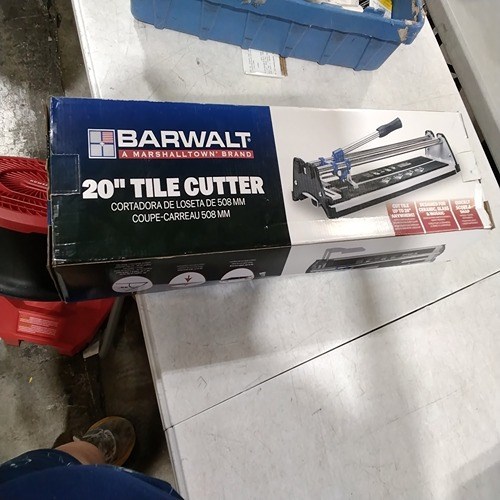 BARWALT
A MARSHALLTOWN BRAND
20" TILE CUTTER
CORTADORA DE LOSETA DE 508 MM
COUPE-CARREAU 508 MM